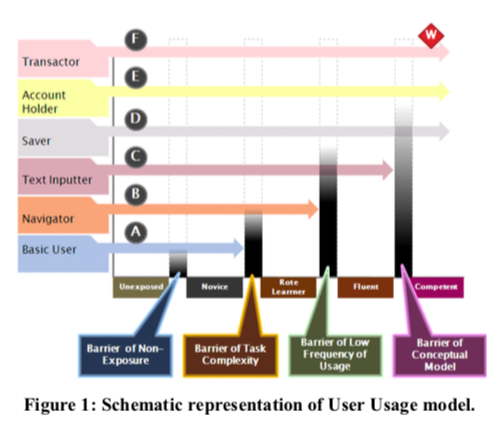 F
W
Transactor
E
Account
Holder
D
Saver
C
Text Inputter
B
Navigator
A
Basic User
Unexposed
Novice
Rote
Learnner
Fluent
Competent
Barrier of Non-
Exposure
Barrier of Task
Complexity
Barrier of Low
Frequency of
Usage
Barrier of
Conceptual
Model
Figure 1: Schematic representation of User Usage model.